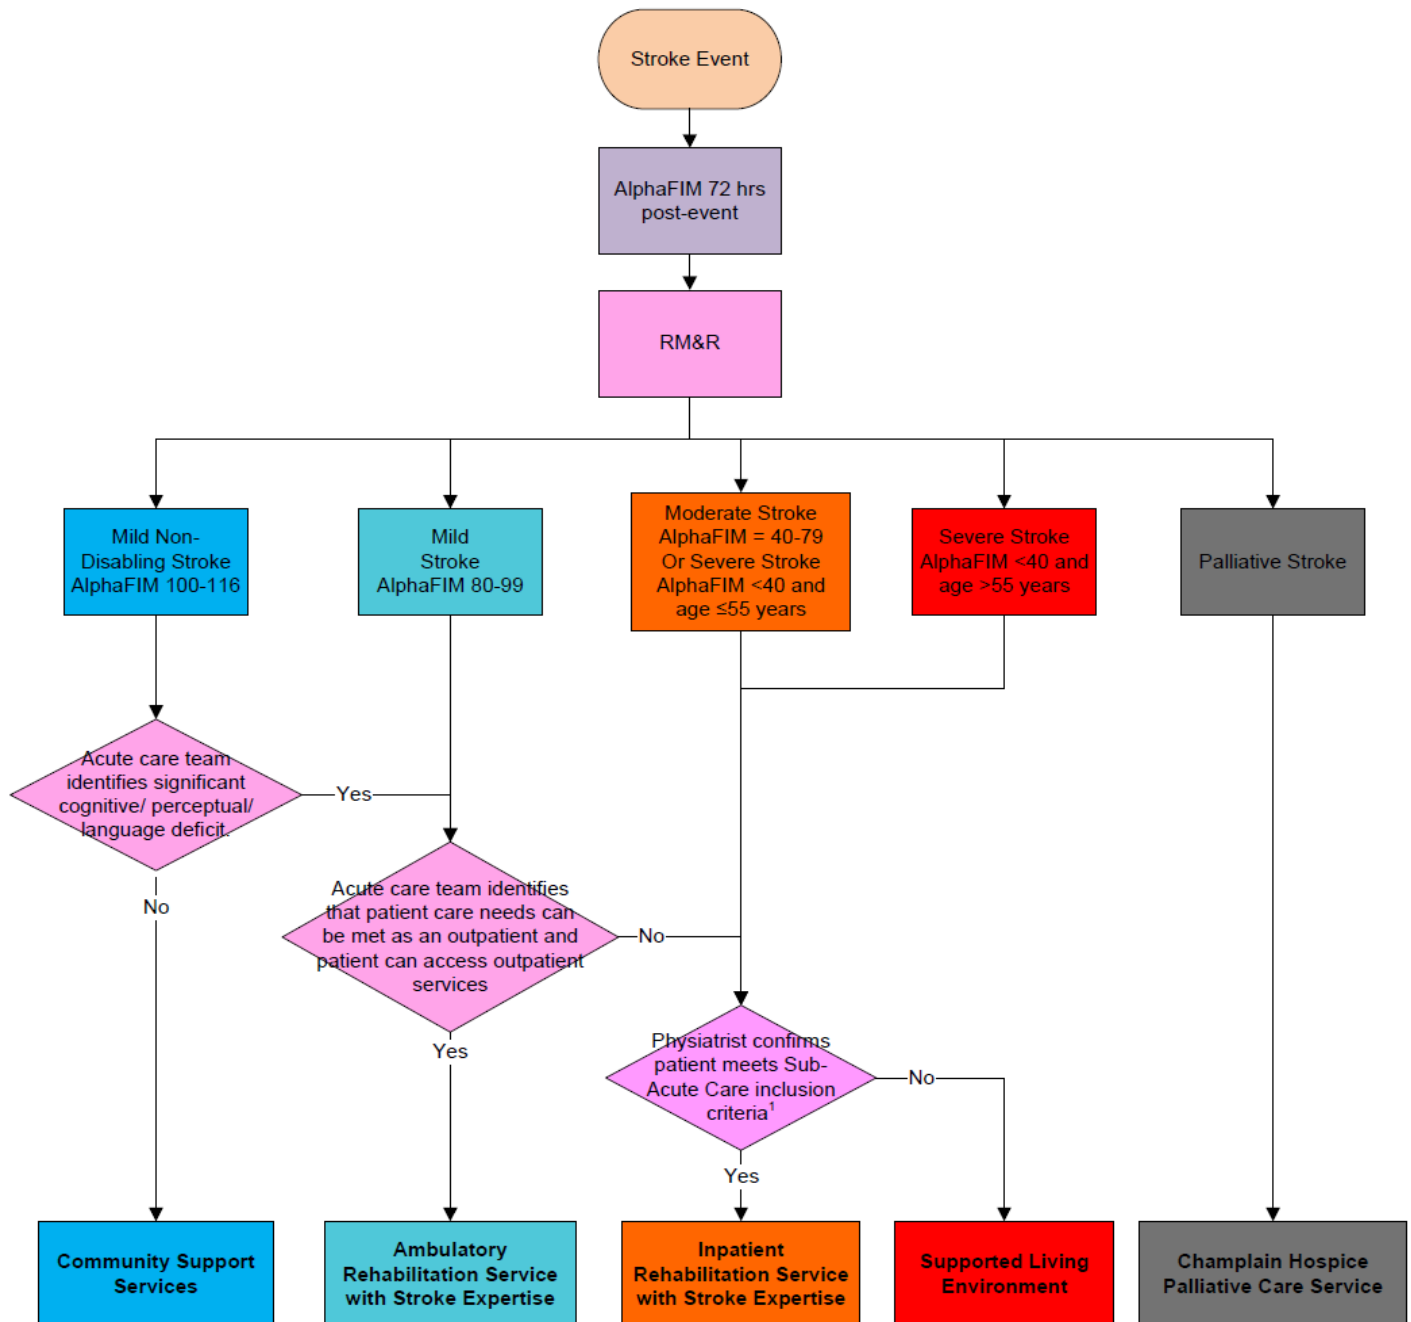 Stroke Event
AlphaFIM 72 hrs
post-event
RM&R
Mild Non-
Disabling Stroke
AlphaFIM 100-116
Mild
Stroke
AlphaFIM 80-99
Moderate Stroke
AlphaFIM = 40-79
Or Severe Stroke
AlphaFIM <40 and
age ≤55 years
Severe Stroke
AlphaFIM <40 and
age >55 years
Palliative Stroke
Acute care team
identifies significant
cognitive/ perceptual/
language deficit.
Yes
No
Acute care team identifies
that patient care needs can
be met as an outpatient and
patient can access outpatient
services
No
Yes
Physiatrist confirms
patient meets Sub-
Acute Care inclusion
criteria¹
No
Yes
Community Support
Services
Ambulatory
Rehabilitation Service
with Stroke Expertise
Inpatient
Rehabilitation Service
with Stroke Expertise
Supported Living
Environment
Champlain Hospice
Palliative Care Service